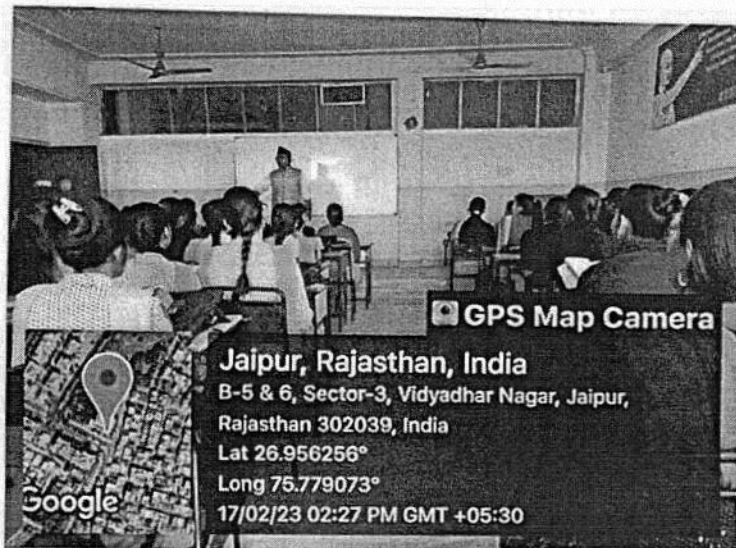 GPS Map Camera
Jaipur, Rajasthan, India
B-5 & 6, Sector-3, Vidyadhar Nagar, Jaipur,
Rajasthan 302039, India
Lat 26.956256°
Long 75.779073°
17/02/23 02:27 PM GMT +05:30
Google